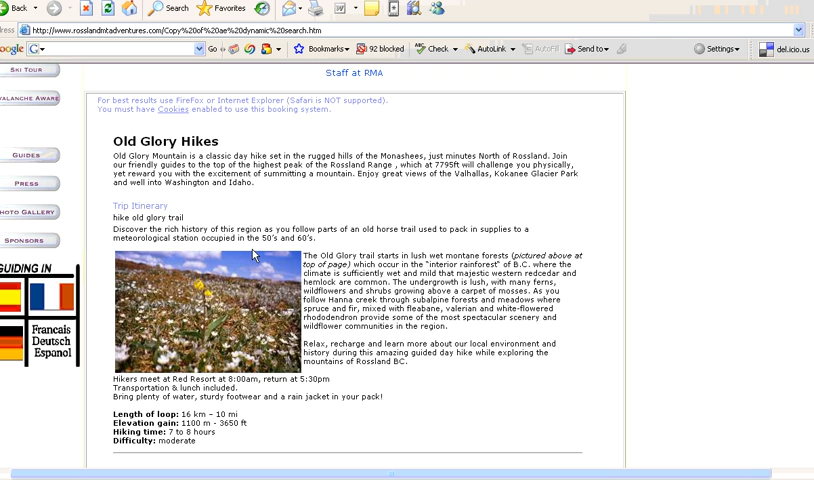 Back
Search
Favorites
http://www.rosslandmtadventures.com/Copy%20of%20ae%20dynamic%20search.htm
Go
Bookmarks
92 blocked
Check
AutoLink
AutoFill
Send to
Settings
del.icio.us
SKI TOUR
Staff at RMA
For best results use FireFox or Internet Explorer (Safari is NOT supported).
You must have Cookies enabled to use this booking system.
Old Glory Hikes
Old Glory Mountain is a classic day hike set in the rugged hills of the Monashees, just minutes North of Rossland. Join
our friendly guides to the top of the highest peak of the Rossland Range , which at 7795ft will challenge you physically,
yet reward you with the excitement of summitting a mountain. Enjoy great views of the Valhallas, Kokanee Glacier Park
and well into Washington and Idaho.
GUIDES
PRESS
SPONSORS
Trip Itinerary
hike old glory trail
Discover the rich history of this region as you follow parts of an old horse trail used to pack in supplies to a
meteorological station occupied in the 50's and 60's.
The Old Glory trail starts in lush wet montane forests (pictured above at
top of page) which occur in the "interior rainforest" of B.C. where the
climate is sufficiently wet and mild that majestic western redcedar and
hemlock are common. The undergrowth is lush, with many ferns,
wildflowers and shrubs growing above a carpet of mosses. As you
follow Hanna creek through subalpine forests and meadows where
spruce and fir, mixed with fleabane, valerian and white-flowered
rhododendron provide some of the most spectacular scenery and
wildflower communities in the region.
Relax, recharge and learn more about our local environment and
history during this amazing guided day hike while exploring the
mountains of Rossland BC.
Francais
Deutsch
Espanol
Hikers meet at Red Resort at 8:00am, return at 5:30pm
Transportation & lunch included.
Bring plenty of water, sturdy footwear and a rain jacket in your pack!
Length of loop: 16 km – 10 mi
Elevation gain: 1100 m - 3650 ft
Hiking time: 7 to 8 hours
Difficulty: moderate